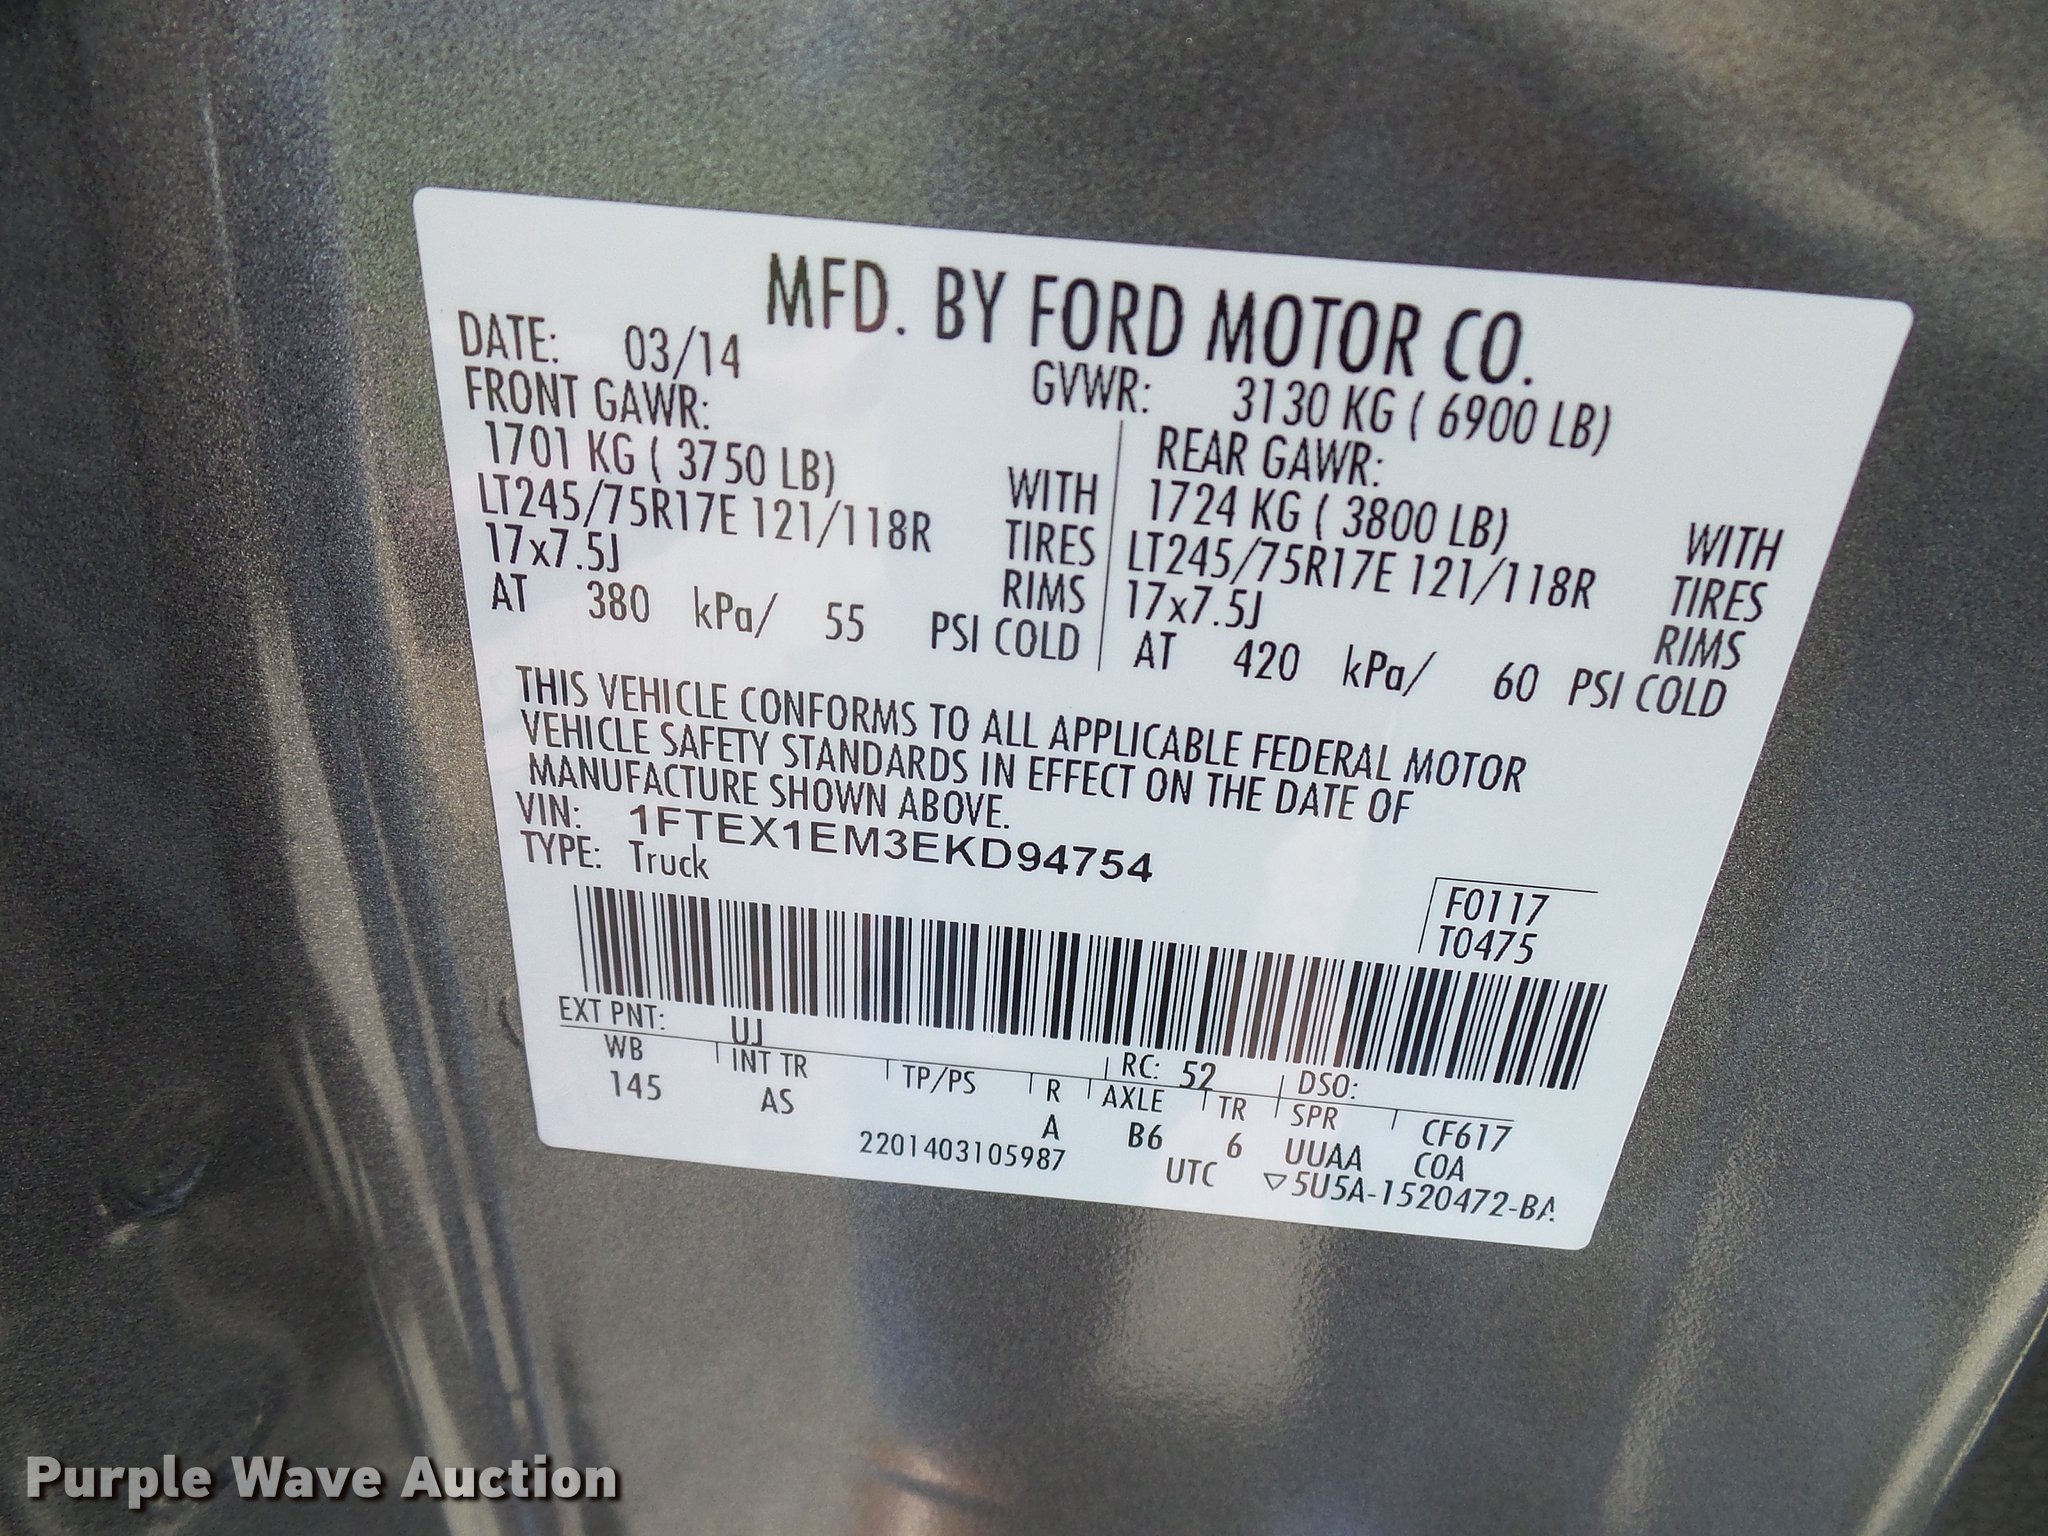 MFD. BY FORD MOTOR CO.
DATE: 03/14 GVWR: 3130 KG ( 6900 LB)
FRONT GAWR: REAR GAWR:
1701 KG ( 3750 LB) WITH 1724 KG ( 3800 LB) WITH
LT245/75R17E 121/118R TIRES LT245/75R17E 121/118R TIRES
17x7.5J RIMS 17x7.5J RIMS
AT 380 kPa/ 55 PSI COLD AT 420 kPa/ 60 PSI COLD
THIS VEHICLE CONFORMS TO ALL APPLICABLE FEDERAL MOTOR
VEHICLE SAFETY STANDARDS IN EFFECT ON THE DATE OF
MANUFACTURE SHOWN ABOVE.
VIN: 1FTEX1EM3EKD94754
TYPE: Truck
F0117
T0475
EXT PNT: UJ RC: 52 DSO:
WB INT TR TP/PS R AXLE TR SPR CF617
145 AS A B6 6 UUAA COA
2201403105987 UTC ▽5U5A-1520472-BA
Purple Wave Auction